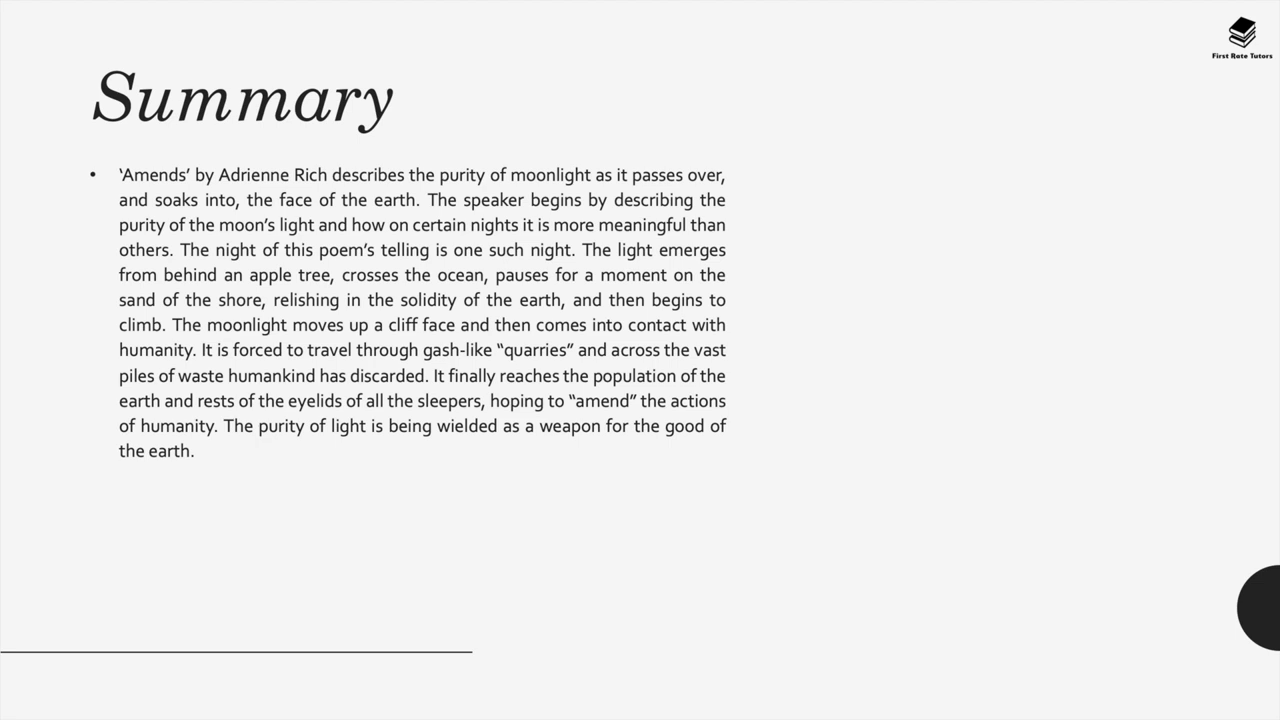 First Rate Tutors
Summary
• ‘Amends’ by Adrienne Rich describes the purity of moonlight as it passes over,
and soaks into, the face of the earth. The speaker begins by describing the
purity of the moon’s light and how on certain nights it is more meaningful than
others. The night of this poem’s telling is one such night. The light emerges
from behind an apple tree, crosses the ocean, pauses for a moment on the
sand of the shore, relishing in the solidity of the earth, and then begins to
climb. The moonlight moves up a cliff face and then comes into contact with
humanity. It is forced to travel through gash-like “quarries” and across the vast
piles of waste humankind has discarded. It finally reaches the population of the
earth and rests of the eyelids of all the sleepers, hoping to “amend” the actions
of humanity. The purity of light is being wielded as a weapon for the good of
the earth.